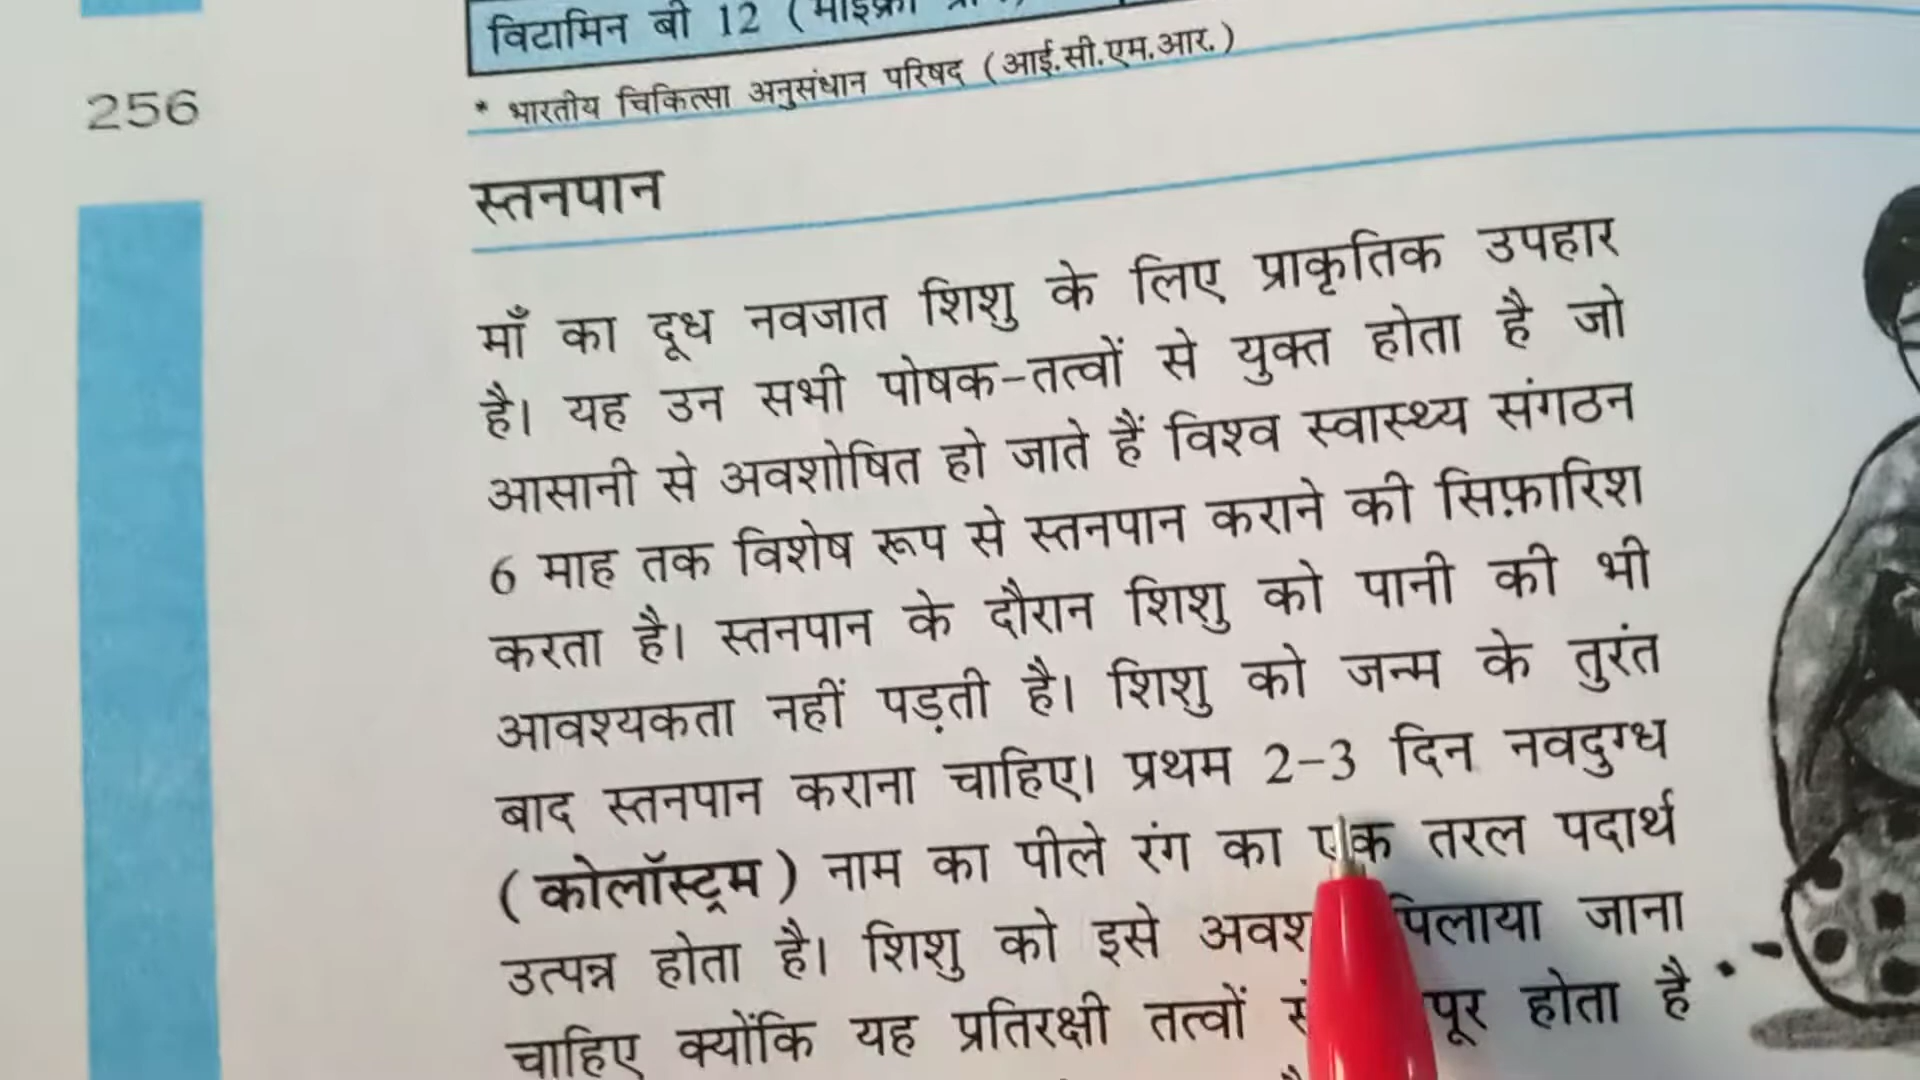 विटामिन बी 12 (माइक्रो
* भारतीय चिकित्सा अनुसंधान परिषद (आई.सी.एम.आर.)
256
स्तनपान
माँ का दूध नवजात शिशु के लिए प्राकृतिक उपहार
है। यह उन सभी पोषक-तत्वों से युक्त होता है जो
आसानी से अवशोषित हो जाते हैं विश्व स्वास्थ्य संगठन
6 माह तक विशेष रूप से स्तनपान कराने की सिफ़ारिश
करता है। स्तनपान के दौरान शिशु को पानी की भी
आवश्यकता नहीं पड़ती है। शिशु को जन्म के तुरंत
बाद स्तनपान कराना चाहिए। प्रथम 2-3 दिन नवदुग्ध
(कोलॉस्ट्रम) नाम का पीले रंग का एक तरल पदार्थ
उत्पन्न होता है। शिशु को इसे पिलाया जाना
चाहिए क्योंकि यह प्रतिरक्षी तत्वों होता है